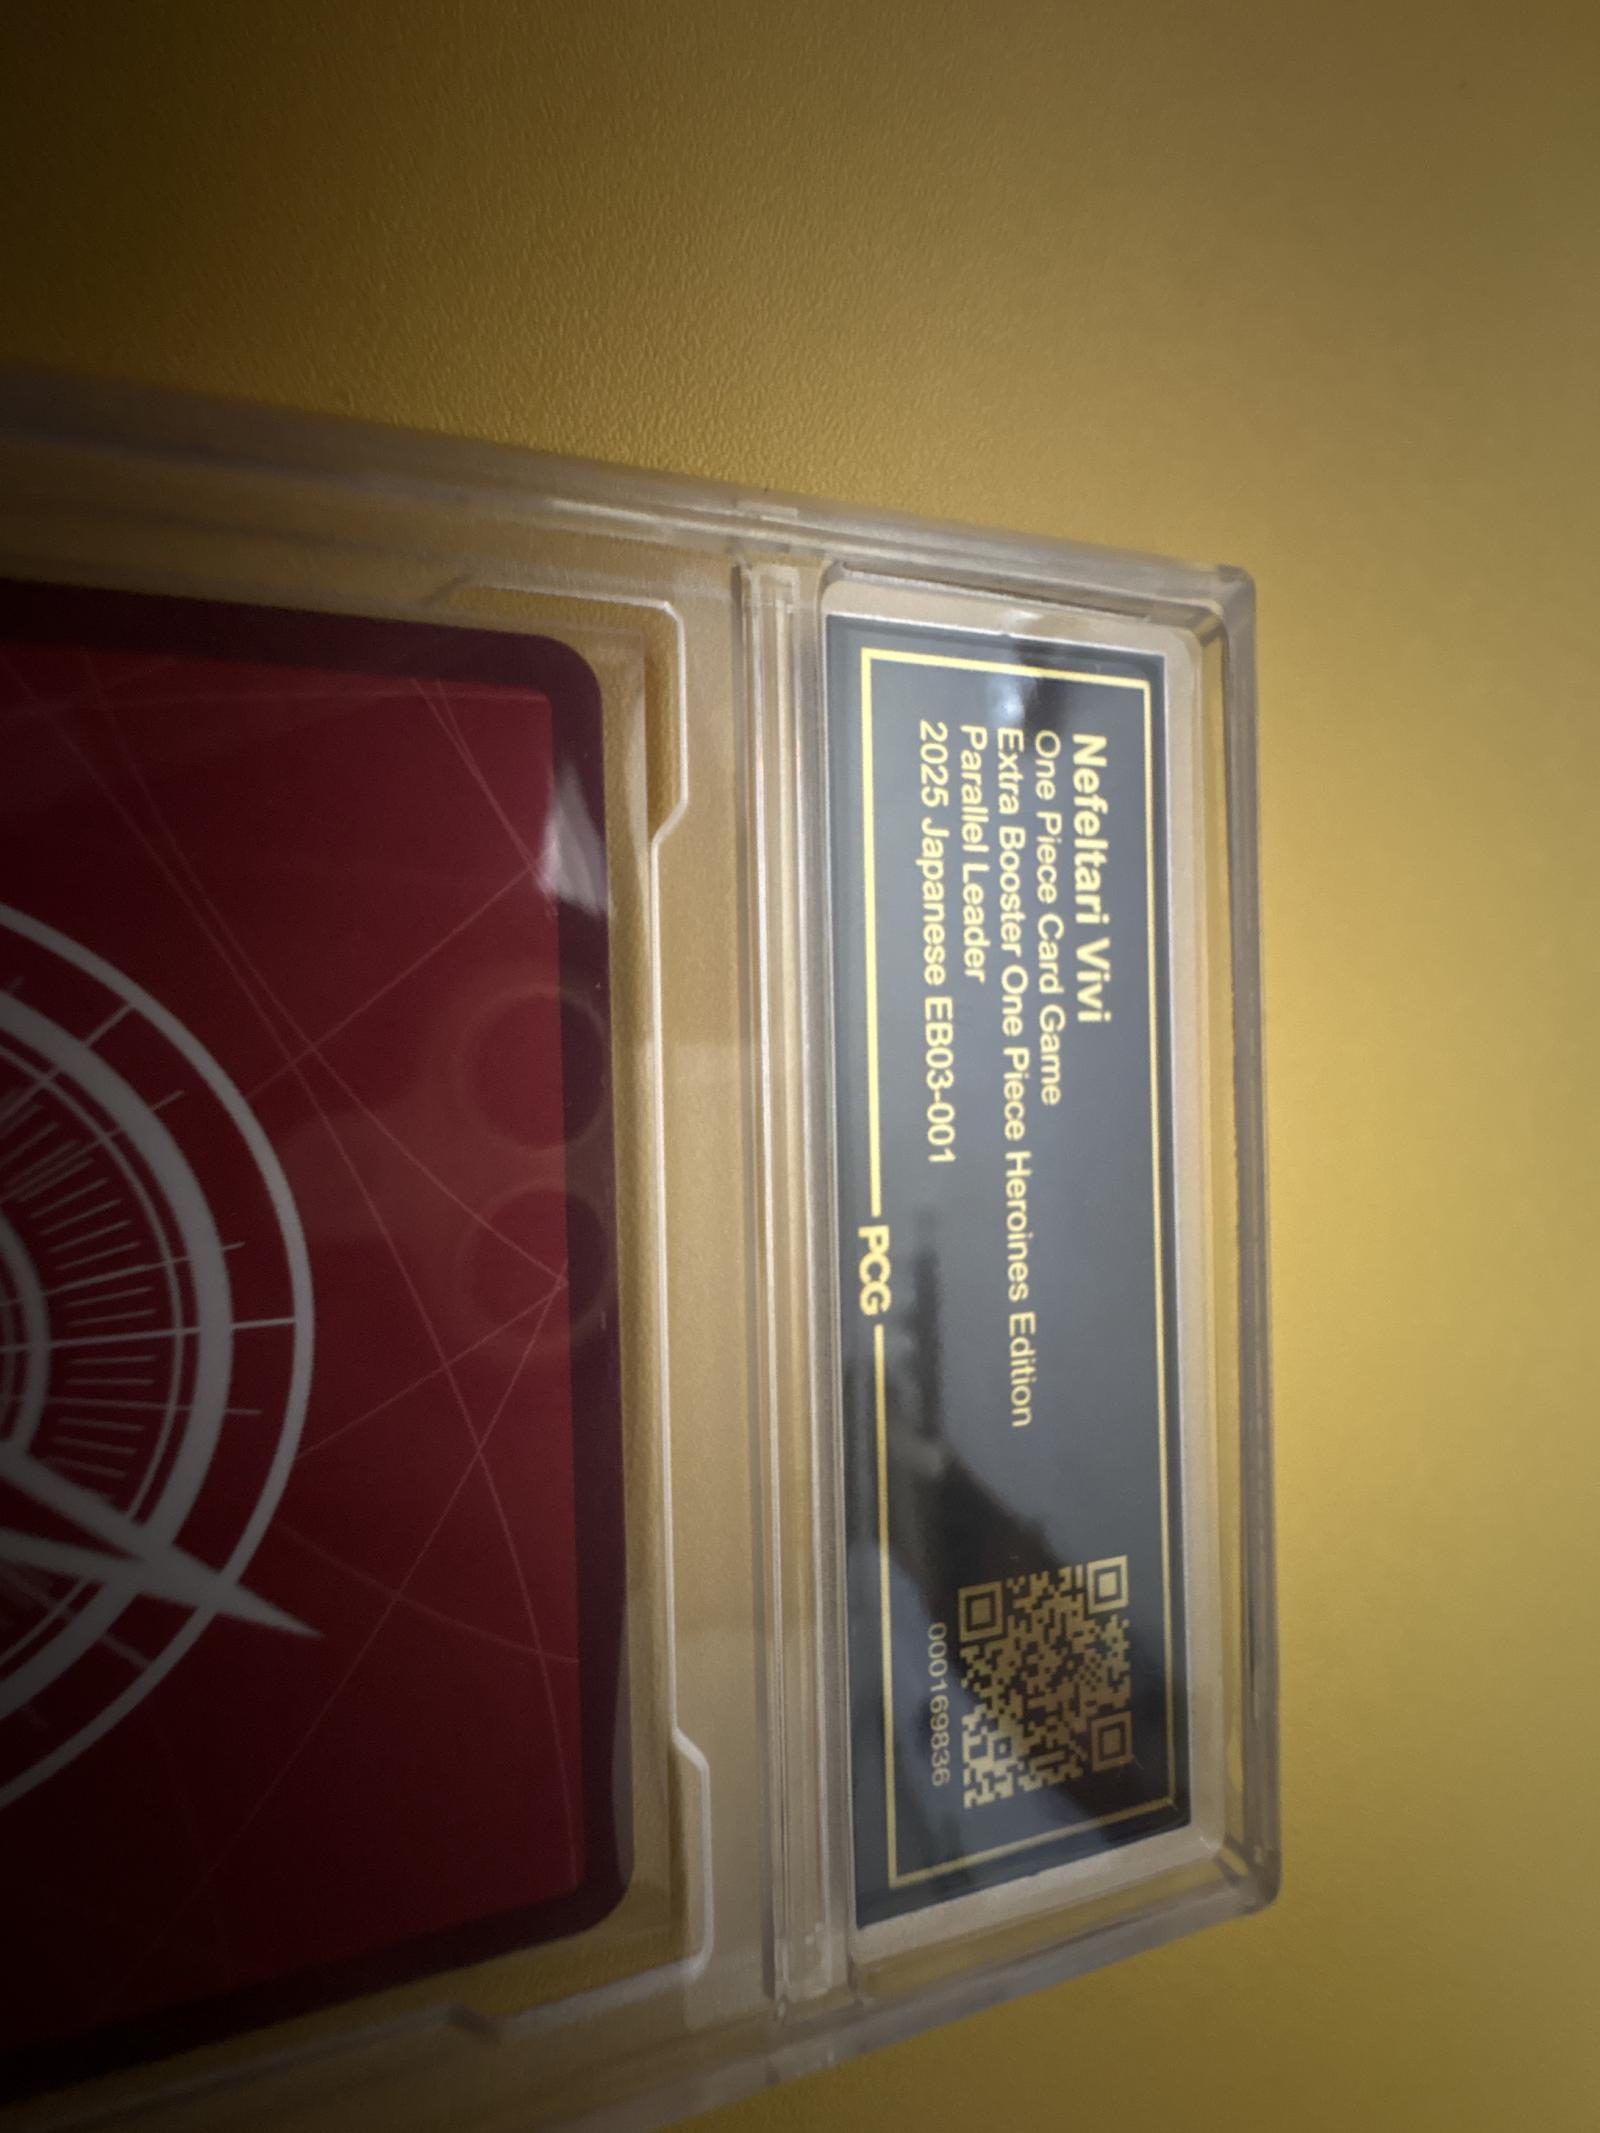 Nefeltari Vivi
One Piece Card Game
Extra Booster One Piece Heroines Edition
Parallel Leader
2025 Japanese EB03-001
000169836
PCG